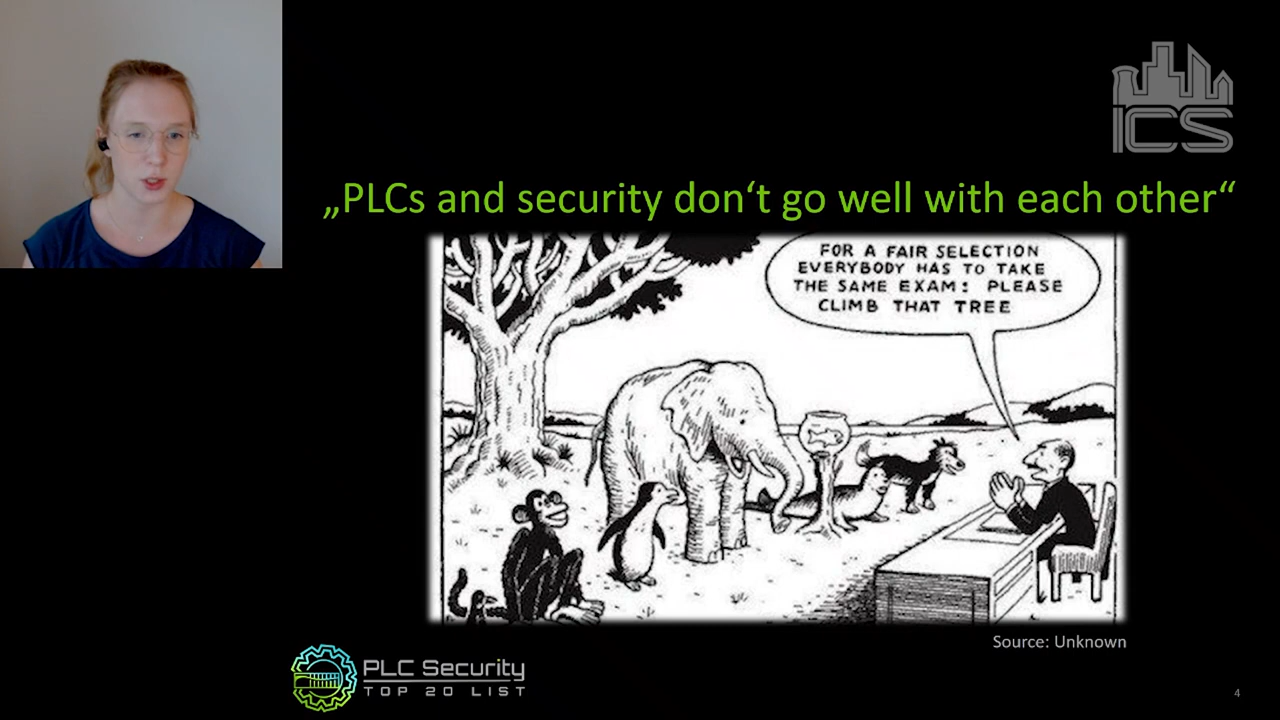 ICS
„PLCs and security don‘t go well with each other“
FOR A FAIR SELECTION
EVERYBODY HAS TO TAKE
THE SAME EXAM: PLEASE
CLIMB THAT TREE
Source: Unknown
PLC Security
TOP 20 LIST
4